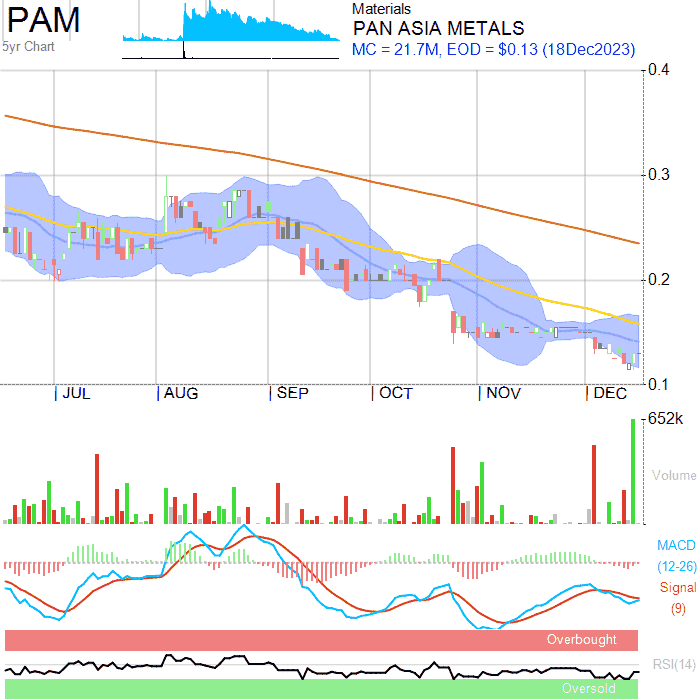 PAM
5yr Chart
Materials
PAN ASIA METALS
MC = 21.7M, EOD = $0.13 (18Dec2023)
0.4
0.3
0.2
0.1
JUL
AUG
SEP
OCT
NOV
DEC
652k
Volume
MACD
(12-26)
Signal
(9)
Overbought
RSI(14)
Oversold